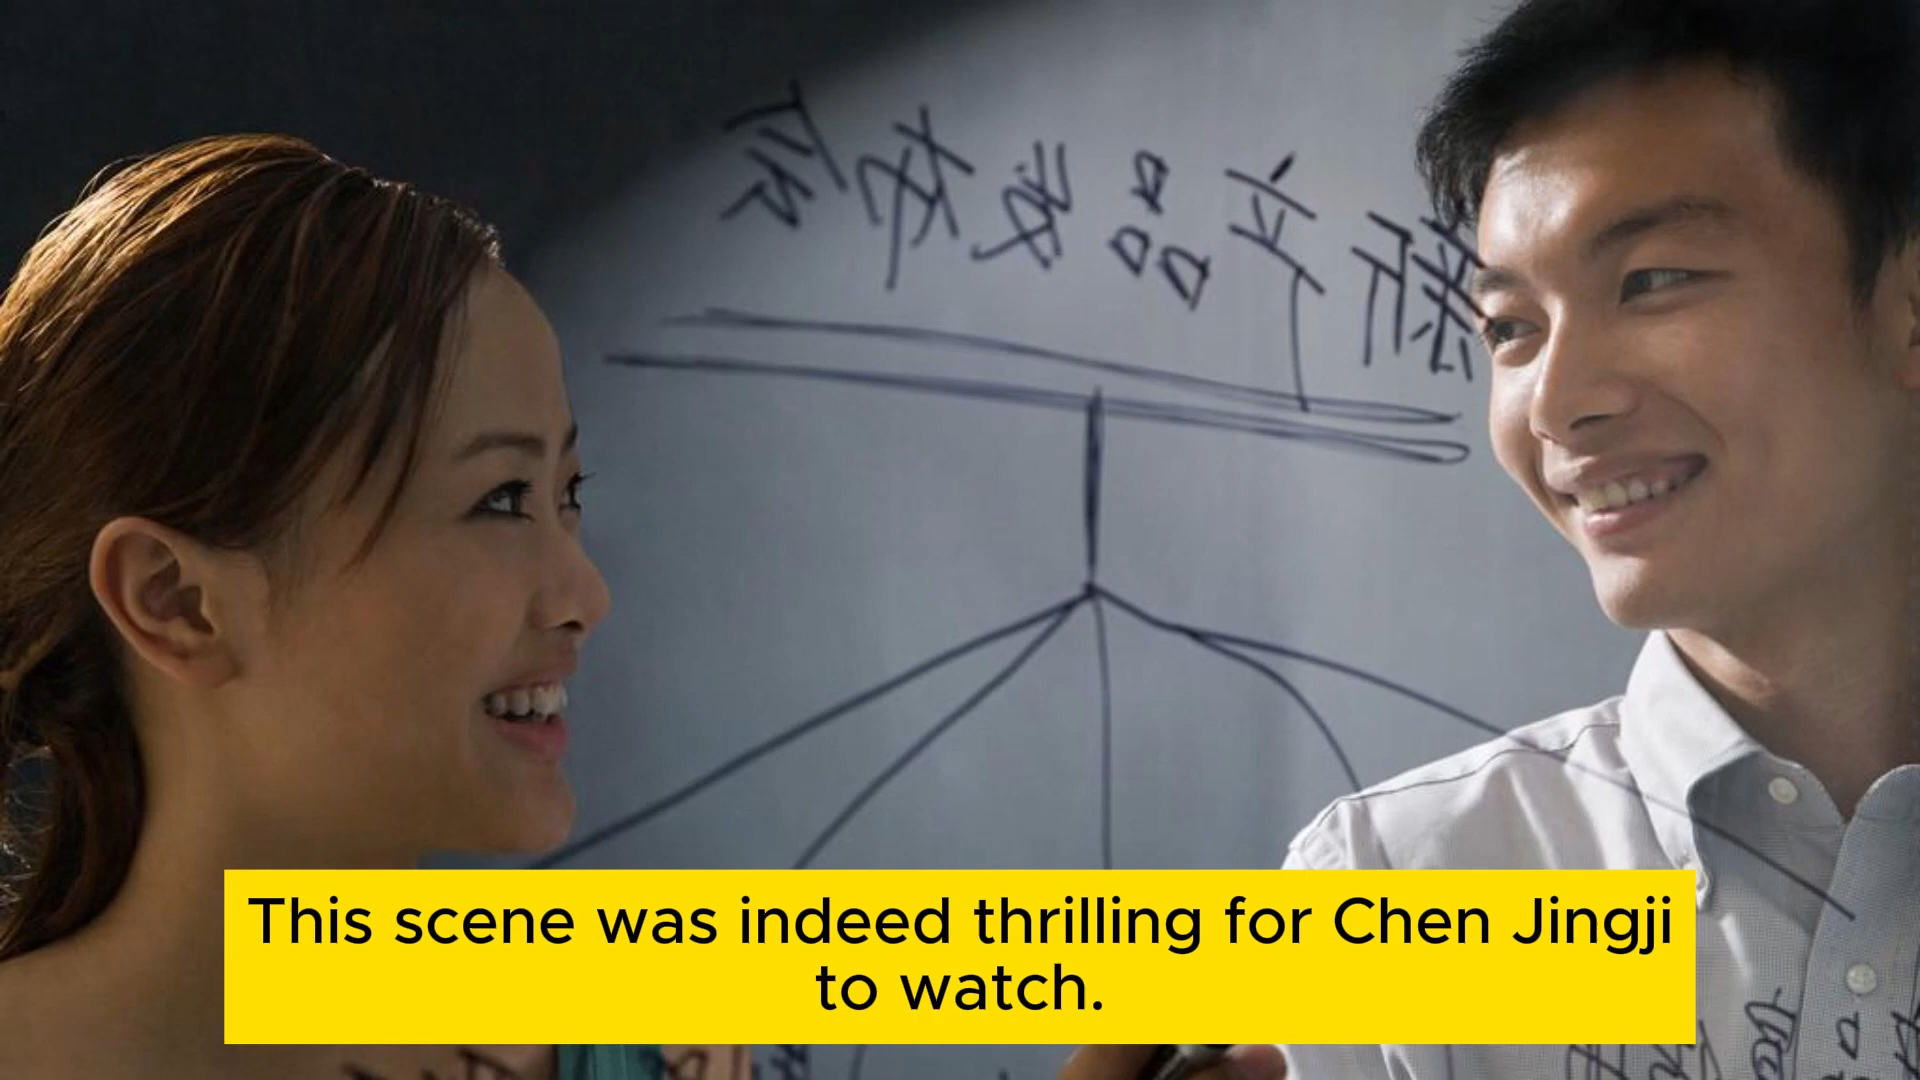 新产品发布会
This scene was indeed thrilling for Chen Jingji
to watch.